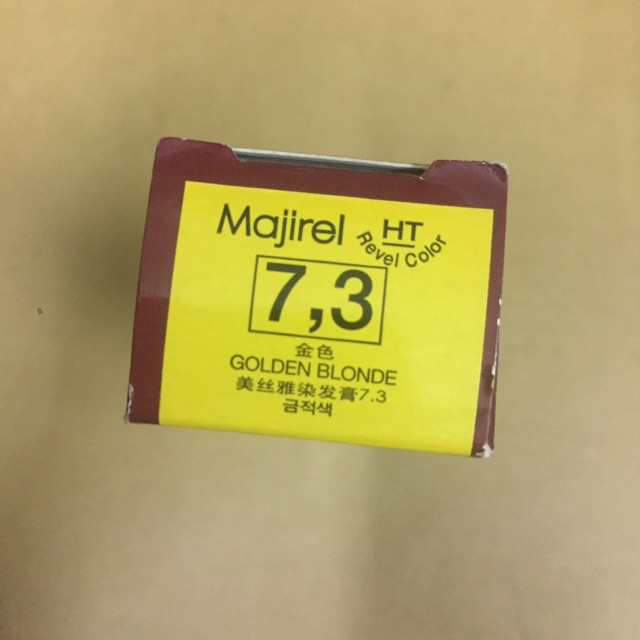 Majirel HT
Revel Color
7,3
金色
GOLDEN BLONDE
美丝雅染发膏7.3
금적색